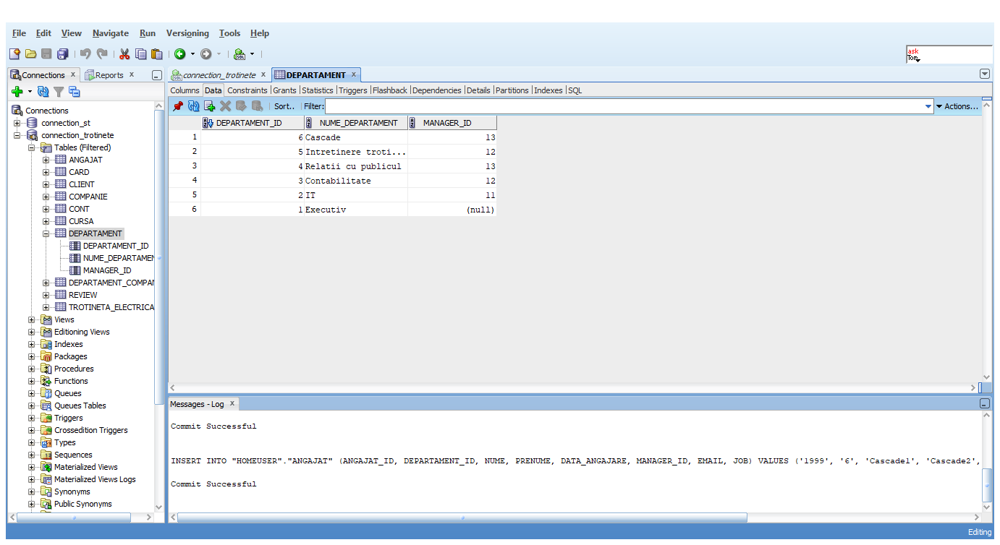 File Edit View Navigate Run Versioning Tools Help
ask
Tom
Connections x Reports x
connection_trotinete x DEPARTAMENT x
Columns Data Constraints Grants Statistics Triggers Flashback Dependencies Details Partitions Indexes SQL
Sort.. Filter: Actions...
DEPARTAMENT_ID NUME_DEPARTAMENT MANAGER_ID
1 6 Cascade 13
2 5 Intretinere troti... 12
3 4 Relatii cu publicul 13
4 3 Contabilitate 12
5 2 IT 11
6 1 Executiv (null)
Connections
connection_st
connection_trotinete
Tables (Filtered)
ANGAJAT
CARD
CLIENT
COMPANIE
CONT
CURSA
DEPARTAMENT
DEPARTAMENT_ID
NUME_DEPARTAMEN
MANAGER_ID
DEPARTAMENT_COMPAN
REVIEW
TROTINETA_ELECTRICA
Views
Editioning Views
Indexes
Packages
Procedures
Functions
Queues
Queues Tables
Triggers
Crossedition Triggers
Types
Sequences
Materialized Views
Materialized Views Logs
Synonyms
Public Synonyms
Messages - Log x
Commit Successful
INSERT INTO "HOMEUSER"."ANGAJAT" (ANGAJAT_ID, DEPARTAMENT_ID, NUME, PRENUME, DATA_ANGAJARE, MANAGER_ID, EMAIL, JOB) VALUES ('1999', '6', 'Cascade1', 'Cascade2',
Commit Successful
Editing